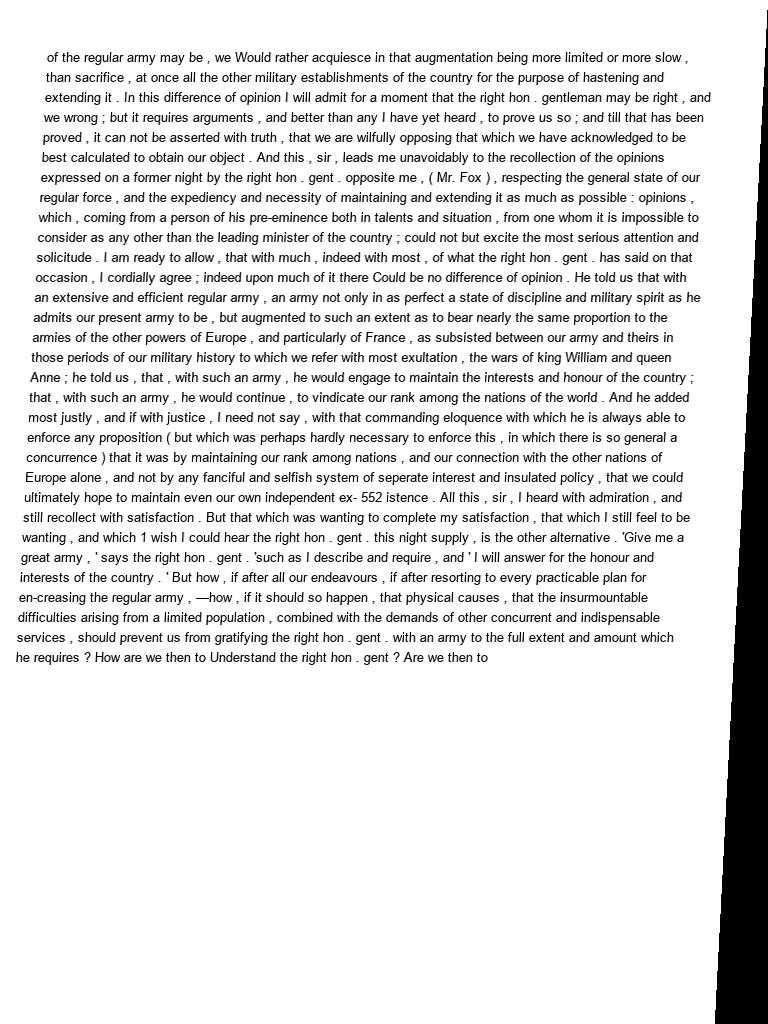 of the regular army may be , we Would rather acquiesce in that augmentation being more limited or more slow ,
than sacrifice , at once all the other military establishments of the country for the purpose of hastening and
extending it . In this difference of opinion I will admit for a moment that the right hon . gentleman may be right , and
we wrong ; but it requires arguments , and better than any I have yet heard , to prove us so ; and till that has been
proved , it can not be asserted with truth , that we are wilfully opposing that which we have acknowledged to be
best calculated to obtain our object . And this , sir , leads me unavoidably to the recollection of the opinions
expressed on a former night by the right hon . gent . opposite me , ( Mr. Fox ) , respecting the general state of our
regular force , and the expediency and necessity of maintaining and extending it as much as possible : opinions ,
which , coming from a person of his pre-eminence both in talents and situation , from one whom it is impossible to
consider as any other than the leading minister of the country ; could not but excite the most serious attention and
solicitude . I am ready to allow , that with much , indeed with most , of what the right hon . gent . has said on that
occasion , I cordially agree ; indeed upon much of it there Could be no difference of opinion . He told us that with
an extensive and efficient regular army , an army not only in as perfect a state of discipline and military spirit as he
admits our present army to be , but augmented to such an extent as to bear nearly the same proportion to the
armies of the other powers of Europe , and particularly of France , as subsisted between our army and theirs in
those periods of our military history to which we refer with most exultation , the wars of king William and queen
Anne ; he told us , that , with such an army , he would engage to maintain the interests and honour of the country ;
that , with such an army , he would continue , to vindicate our rank among the nations of the world . And he added
most justly , and if with justice , I need not say , with that commanding eloquence with which he is always able to
enforce any proposition ( but which was perhaps hardly necessary to enforce this , in which there is so general a
concurrence ) that it was by maintaining our rank among nations , and our connection with the other nations of
Europe alone , and not by any fanciful and selfish system of seperate interest and insulated policy , that we could
ultimately hope to maintain even our own independent ex- 552 istence . All this , sir , I heard with admiration , and
still recollect with satisfaction . But that which was wanting to complete my satisfaction , that which I still feel to be
wanting , and which 1 wish I could hear the right hon . gent . this night supply , is the other alternative . 'Give me a
great army , ' says the right hon . gent . 'such as I describe and require , and ' I will answer for the honour and
interests of the country . ' But how , if after all our endeavours , if after resorting to every practicable plan for
en-creasing the regular army , —how , if it should so happen , that physical causes , that the insurmountable
difficulties arising from a limited population , combined with the demands of other concurrent and indispensable
services , should prevent us from gratifying the right hon . gent . with an army to the full extent and amount which
he requires ? How are we then to Understand the right hon . gent ? Are we then to